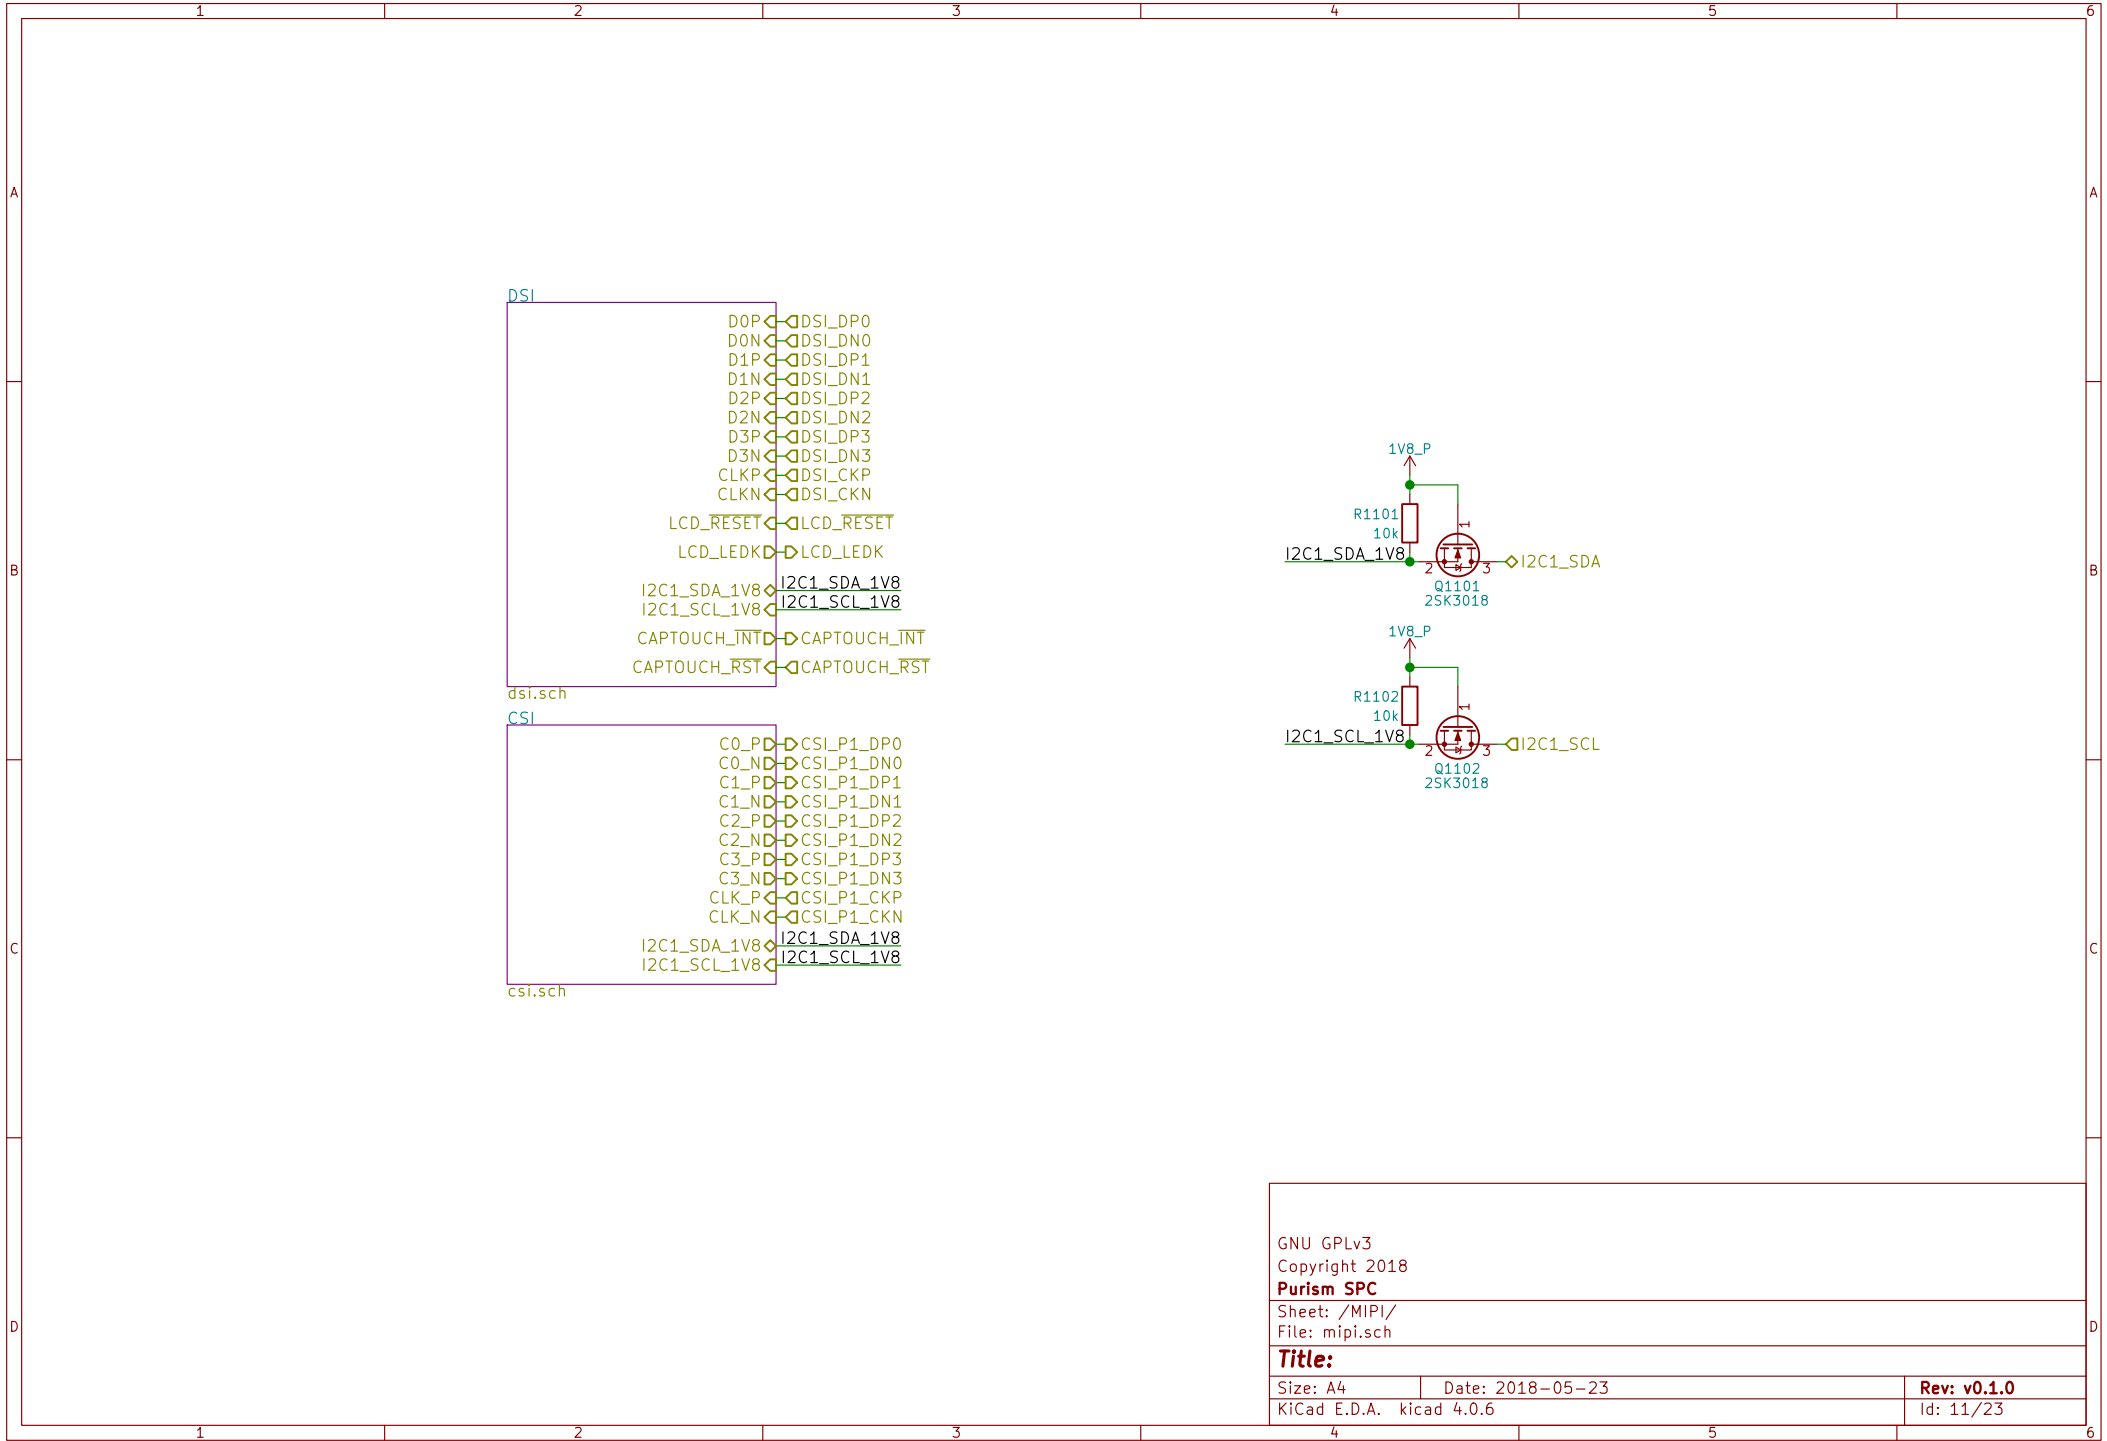 1 2 3 4 5 6
A A
B B
C C
D D
DSI
D0P DSI_DP0
D0N DSI_DN0
D1P DSI_DP1
D1N DSI_DN1
D2P DSI_DP2
D2N DSI_DN2
D3P DSI_DP3
D3N DSI_DN3
CLKP DSI_CKP
CLKN DSI_CKN
LCD_RESET LCD_RESET
LCD_LEDK LCD_LEDK
I2C1_SDA_1V8 I2C1_SDA_1V8
I2C1_SCL_1V8 I2C1_SCL_1V8
CAPTOUCH_INT CAPTOUCH_INT
CAPTOUCH_RST CAPTOUCH_RST
dsi.sch
CSI
C0_P CSI_P1_DP0
C0_N CSI_P1_DN0
C1_P CSI_P1_DP1
C1_N CSI_P1_DN1
C2_P CSI_P1_DP2
C2_N CSI_P1_DN2
C3_P CSI_P1_DP3
C3_N CSI_P1_DN3
CLK_P CSI_P1_CKP
CLK_N CSI_P1_CKN
I2C1_SDA_1V8 I2C1_SDA_1V8
I2C1_SCL_1V8 I2C1_SCL_1V8
csi.sch
1V8_P
R1101
10k
1
I2C1_SDA_1V8
2 3
I2C1_SDA
Q1101
2SK3018
1V8_P
R1102
10k
1
I2C1_SCL_1V8
2 3
I2C1_SCL
Q1102
2SK3018
GNU GPLv3
Copyright 2018
Purism SPC
Sheet: /MIPI/
File: mipi.sch
Title:
Size: A4 Date: 2018-05-23 Rev: v0.1.0
KiCad E.D.A. kicad 4.0.6 Id: 11/23
1 2 3 4 5 6